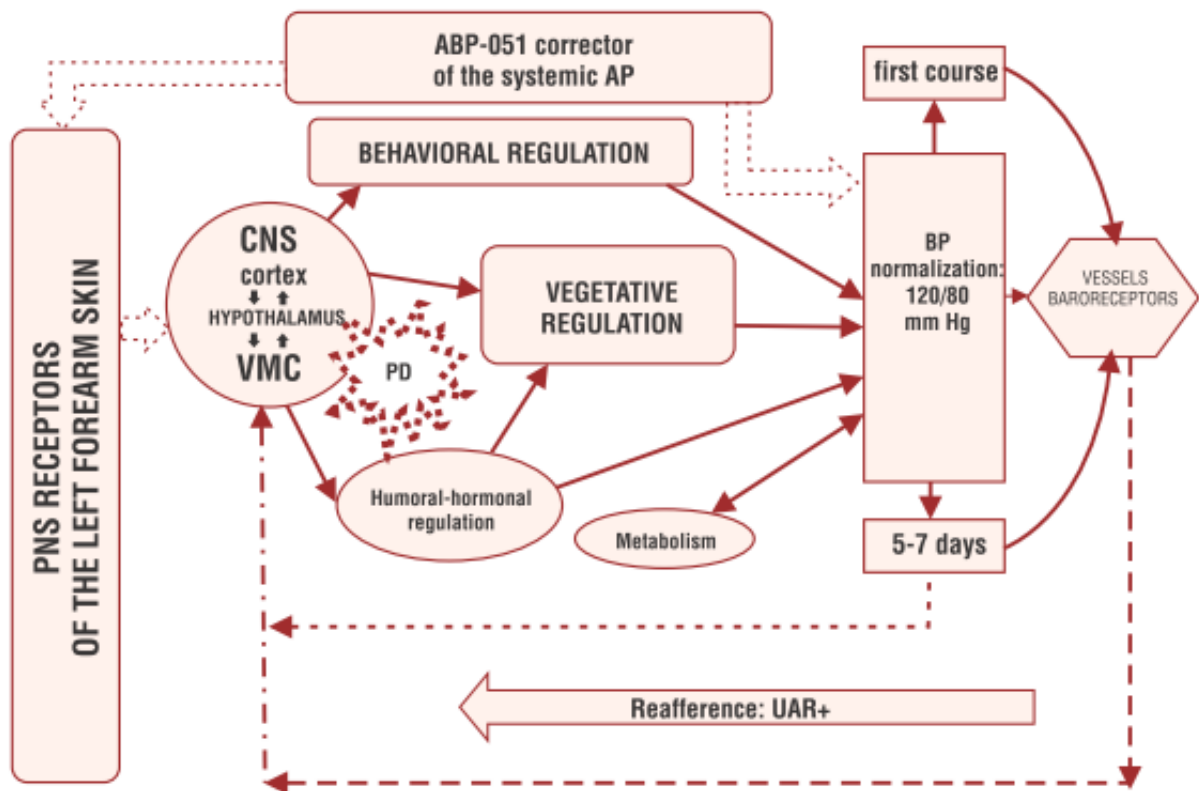 ABP-051 corrector
of the systemic AP
first course
BEHAVIORAL REGULATION
PNS RECEPTORS
OF THE LEFT FOREARM SKIN
CNS
cortex
HYPOTHALAMUS
VMC
PD
VEGETATIVE
REGULATION
BP
normalization:
120/80
mm Hg
VESSELS
BARORECEPTORS
Humoral-hormonal
regulation
Metabolism
5-7 days
Reafference: UAR+